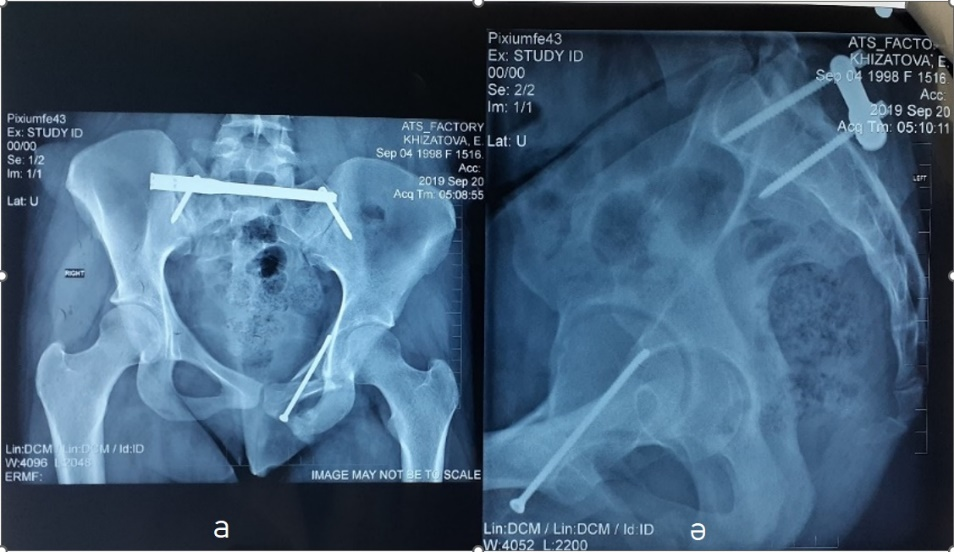 Pixiumfe43
Ex: STUDY ID
00/00
Se: 1/2
Im: 1/1
Lat: U
ATS_FACTORY
KHIZATOVA, E.
Sep 04 1998 F 1516.
Acc:
2019 Sep 20
Acq Tm: 05:08:55
RIGHT
Lin:DCM / Lin:DCM / Id:ID
W:4096 L:2048
ERMF:
IMAGE MAY NOT BE TO SCALE
a
Pixiumfe43
Ex: STUDY ID
00/00
Se: 2/2
Im: 1/1
Lat: U
ATS_FACTO
KHIZATOVA, E.
Sep 04 1998 F 1516.
Acc:
2019 Sep 20
Acq Tm: 05:10:11
LEFT
Lin:DCM / Lin:DCM / Id:ID
W:4052 L:2200
ə